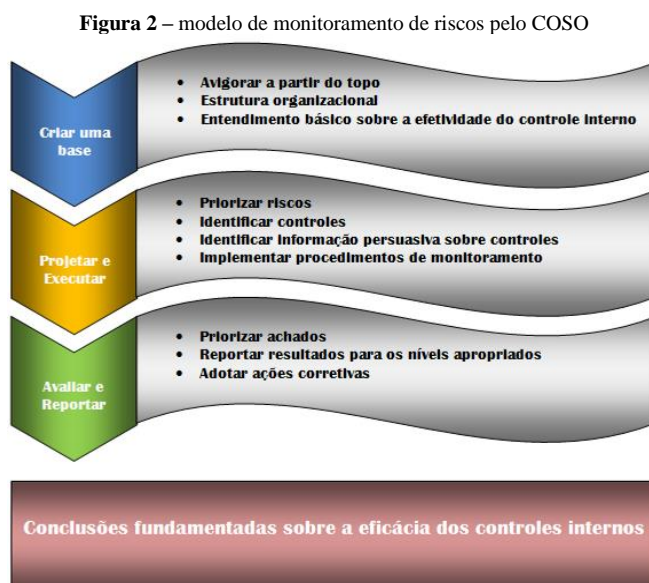 Figura 2 – modelo de monitoramento de riscos pelo COSO
Criar uma
base
• Avigorar a partir do topo
• Estrutura organizacional
• Entendimento básico sobre a efetividade do controle interno
Projetar e
Executar
• Priorizar riscos
• Identificar controles
• Identificar informação persuasiva sobre controles
• Implementar procedimentos de monitoramento
Avaliar e
Reportar
• Priorizar achados
• Reportar resultados para os níveis apropriados
• Adotar ações corretivas
Conclusões fundamentadas sobre a eficácia dos controles internos